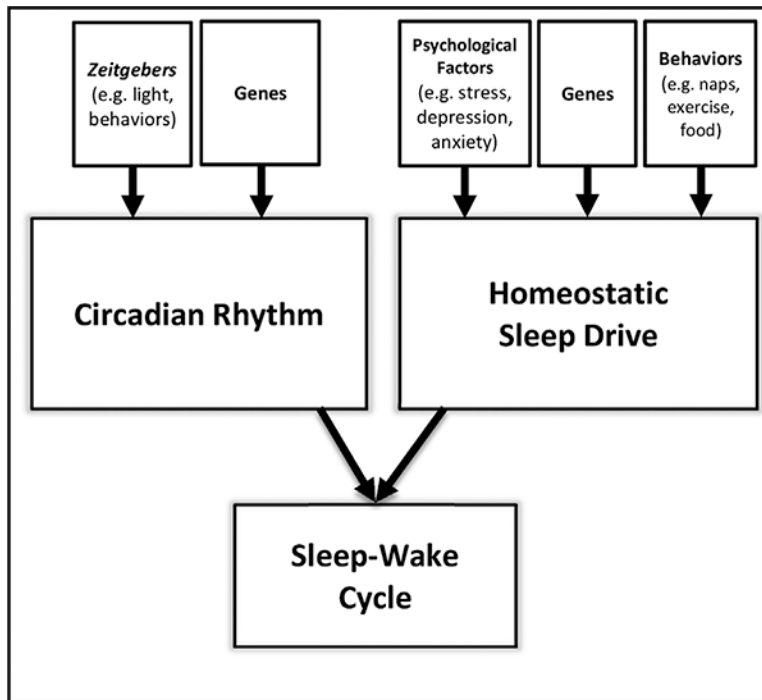 Zeitgebers
(e.g. light,
behaviors)
Genes
Psychological
Factors
(e.g. stress,
depression,
anxiety)
Genes
Behaviors
(e.g. naps,
exercise,
food)
Circadian Rhythm
Homeostatic
Sleep Drive
Sleep-Wake
Cycle